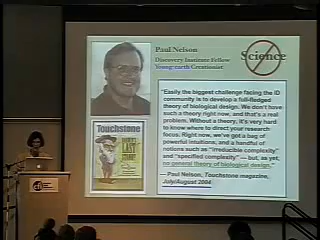 Paul Nelson
Discovery Institute Fellow
Young-earth Creationist
Science
"Easily the biggest challenge facing the ID
community is to develop a full-fledged
theory of biological design. We don't have
such a theory right now, and that's a real
problem. Without a theory, it's very hard
to know where to direct your research
focus. Right now, we've got a bag of
powerful intuitions, and a handful of
notions such as "irreducible complexity"
and "specified complexity" — but, as yet,
no general theory of biological design."
— Paul Nelson, Touchstone magazine,
July/August 2004
Touchstone